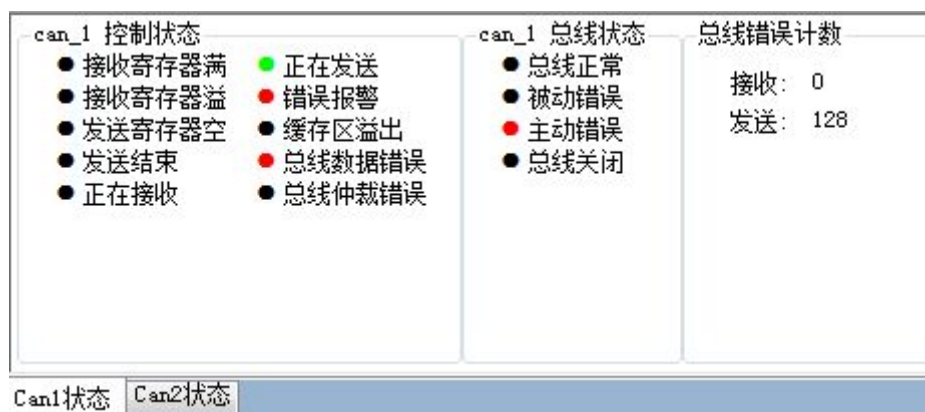 can_1 控制状态
接收寄存器满
接收寄存器溢
发送寄存器空
发送结束
正在接收
正在发送
错误报警
缓存区溢出
总线数据错误
总线仲裁错误
can_1 总线状态
总线正常
被动错误
主动错误
总线关闭
总线错误计数
接收: 0
发送: 128
Can1状态
Can2状态